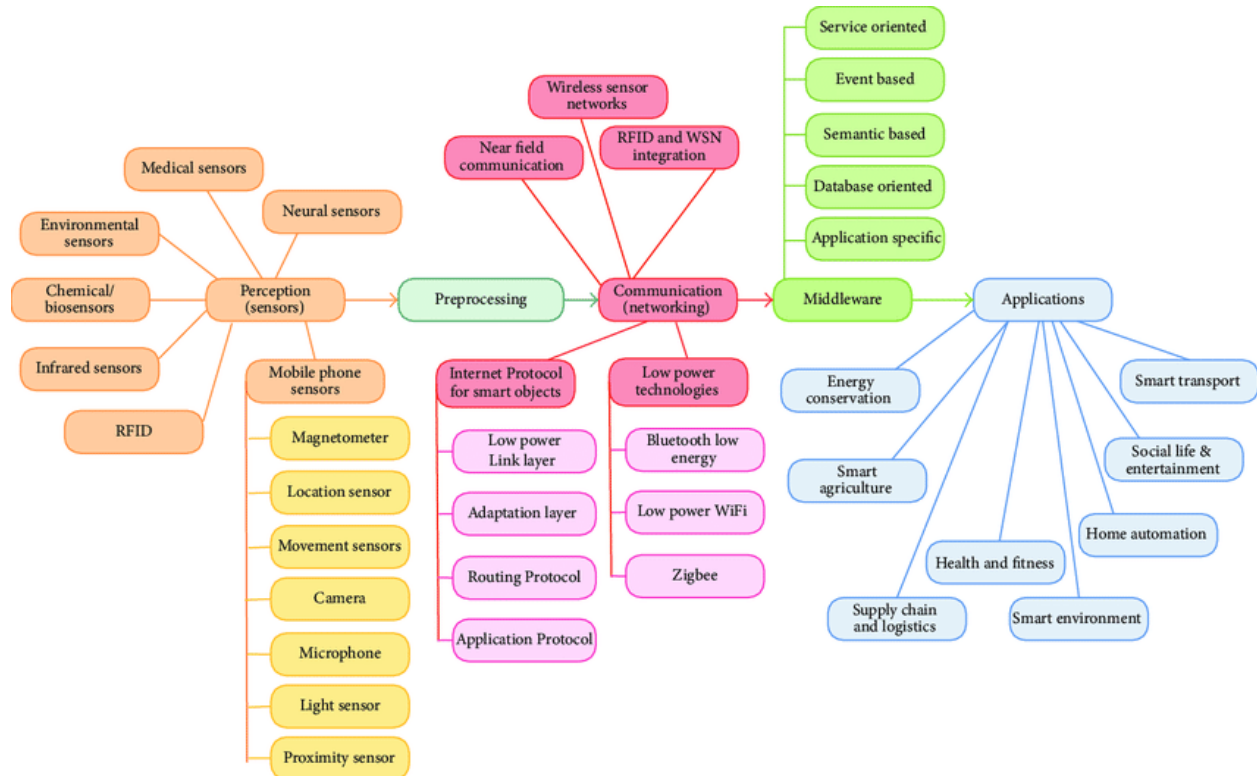 Service oriented
Event based
Semantic based
Database oriented
Application specific
Wireless sensor
networks
Near field
communication
RFID and WSN
integration
Medical sensors
Neural sensors
Environmental
sensors
Chemical/
biosensors
Infrared sensors
RFID
Perception
(sensors)
Preprocessing
Communication
(networking)
Middleware
Applications
Mobile phone
sensors
Magnetometer
Location sensor
Movement sensors
Camera
Microphone
Light sensor
Proximity sensor
Internet Protocol
for smart objects
Low power
Link layer
Adaptation layer
Routing Protocol
Application Protocol
Low power
technologies
Bluetooth low
energy
Low power WiFi
Zigbee
Energy
conservation
Smart
agriculture
Supply chain
and logistics
Health and fitness
Smart environment
Home automation
Social life &
entertainment
Smart transport